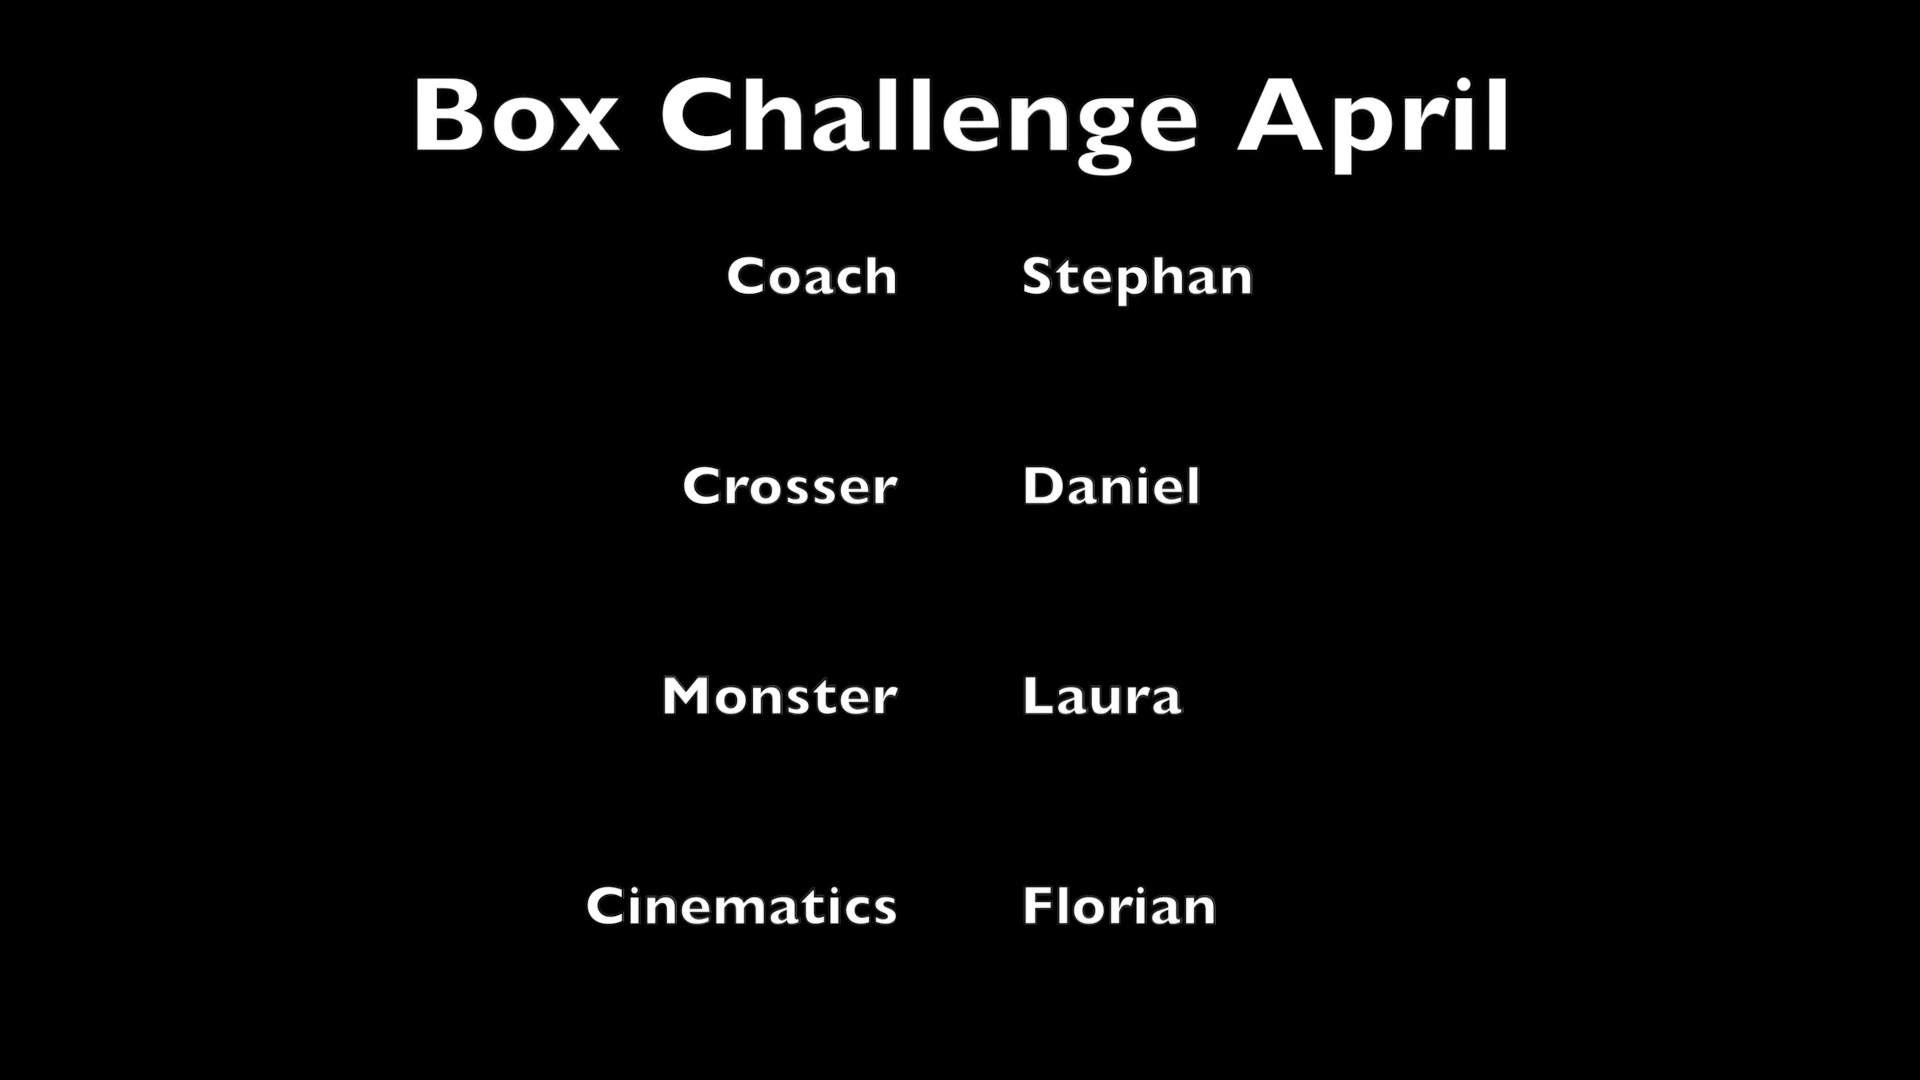 Box Challenge April
Coach Stephan
Crosser Daniel
Monster Laura
Cinematics Florian